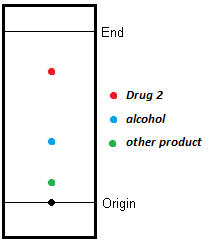 End
Drug 2
alcohol
other product
Origin